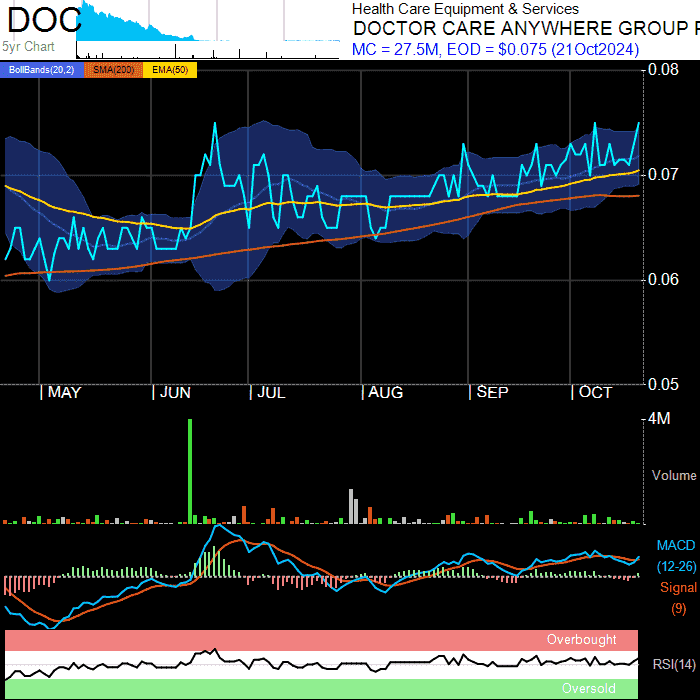 DOC
5yr Chart
Health Care Equipment & Services
DOCTOR CARE ANYWHERE GROUP
MC = 27.5M, EOD = $0.075 (21Oct2024)
BollBands(20,2) SMA(200) EMA(50)
0.08
0.07
0.06
0.05
MAY JUN JUL AUG SEP OCT
4M
Volume
MACD
(12-26)
Signal
(9)
Overbought
RSI(14)
Oversold